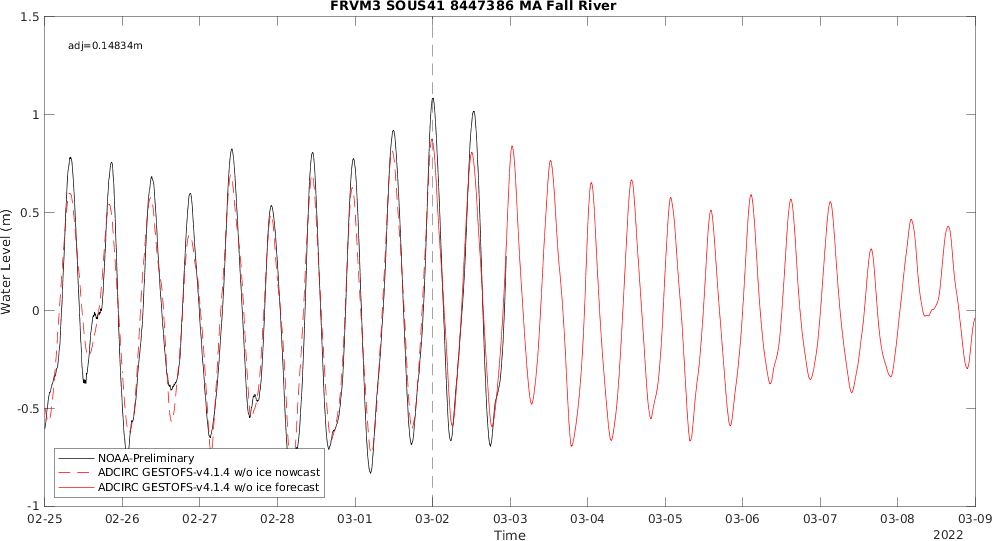 FRVM3 SOUS41 8447386 MA Fall River
adj=0.14834m
1.5
1
0.5
0
-0.5
-1
Water Level (m)
NOAA-Preliminary
ADCIRC GESTOFS-v4.1.4 w/o ice nowcast
ADCIRC GESTOFS-v4.1.4 w/o ice forecast
02-25 02-26 02-27 02-28 03-01 03-02 03-03 03-04 03-05 03-06 03-07 03-08 03-09
Time
2022